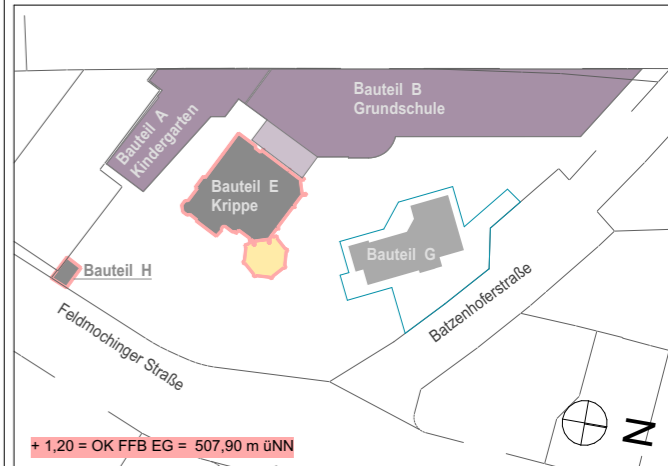 Bauteil B
Grundschule
Bauteil A
Kindergarten
Bauteil E
Krippe
Bauteil G
Bauteil H
Feldmochinger Straße
Batzenhoferstraße
N
+ 1,20 = OK FFB EG = 507,90 m üNN